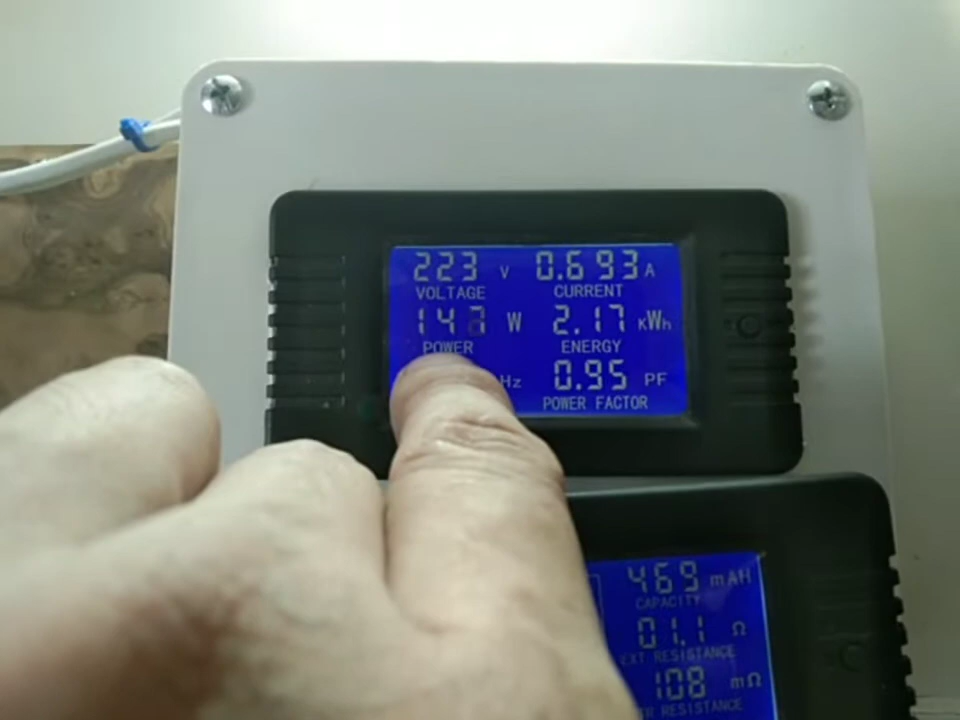 223 V 0.693 A
VOLTAGE CURRENT
147 W 2.17 KWh
POWER ENERGY
Hz 0.95 PF
POWER FACTOR
469 mAH
CAPACITY
01.1 Ω
EXT RESISTANCE
108 mΩ
RESISTANCE